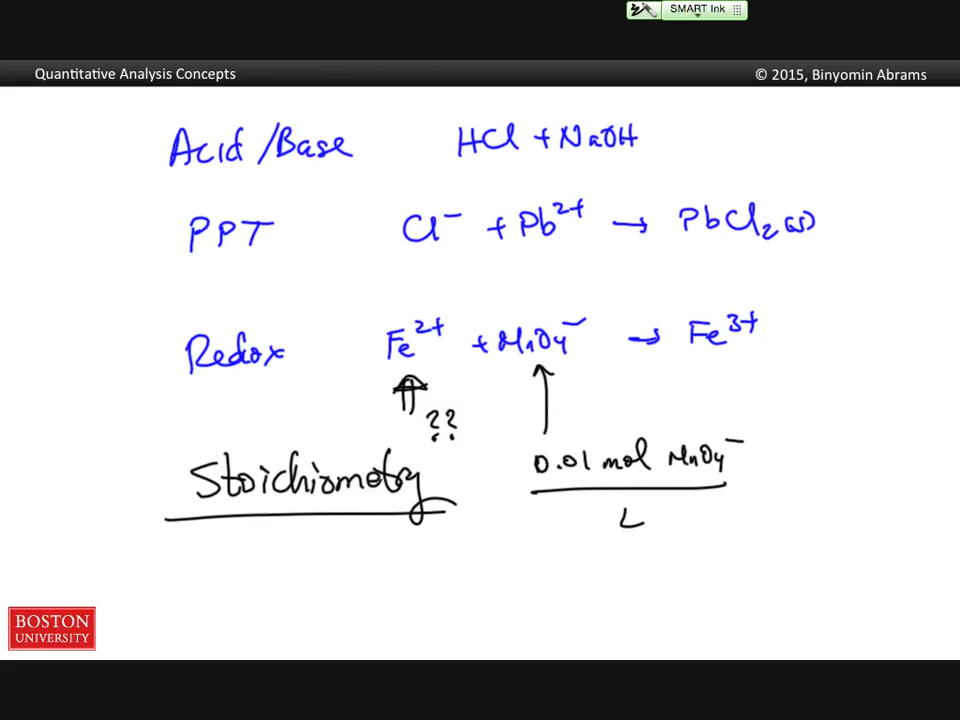 SMART Ink
Quantitative Analysis Concepts © 2015, Binyomin Abrams
Acid/Base HCl + NaOH
PPT Cl⁻ + Pb²⁺ → PbCl₂(s)
Redox Fe²⁺ + MnO₄⁻ → Fe³⁺
??
Stoichiometry 0.01 mol MnO₄⁻
L
BOSTON
UNIVERSITY